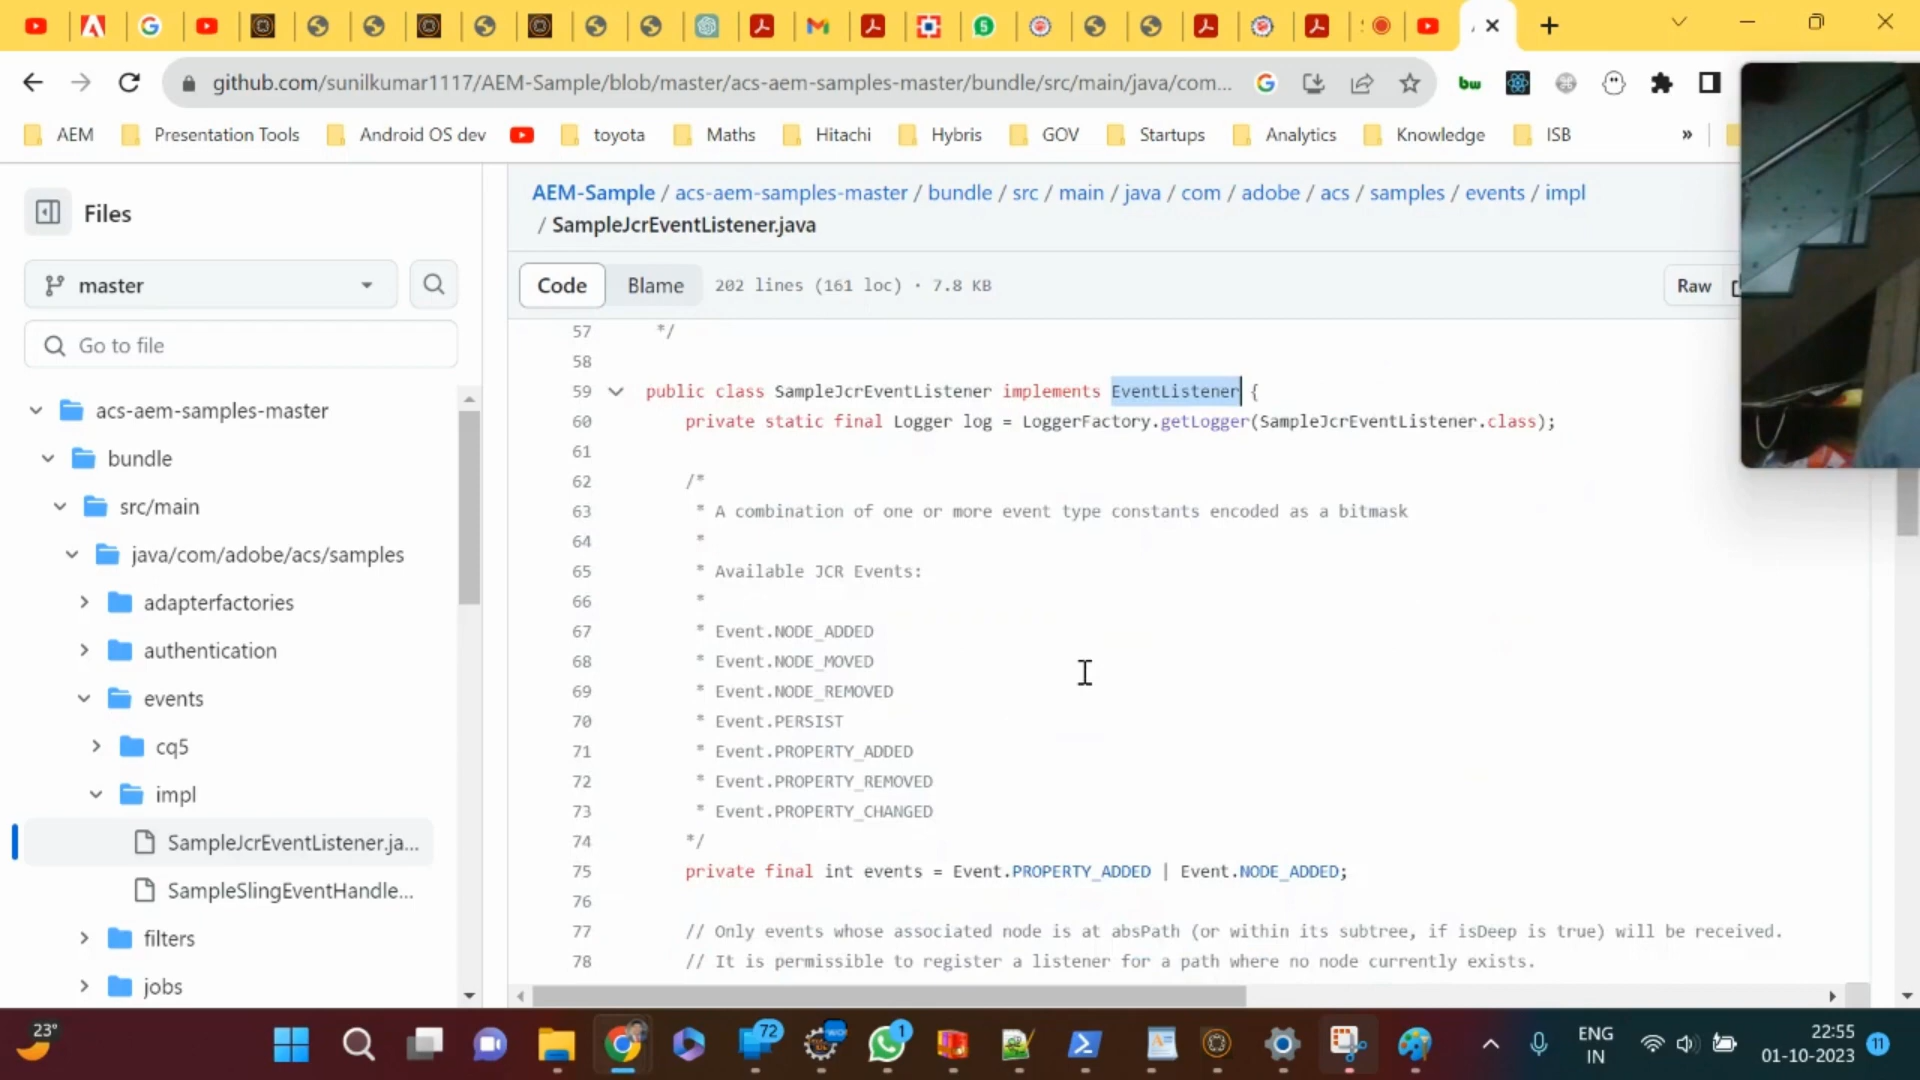 github.com/sunilkumar1117/AEM-Sample/blob/master/acs-aem-samples-master/bundle/src/main/java/com...
AEM
Presentation Tools
Android OS dev
toyota
Maths
Hitachi
Hybris
GOV
Startups
Analytics
Knowledge
ISB
»
Files
master
Go to file
acs-aem-samples-master
bundle
src/main
java/com/adobe/acs/samples
adapterfactories
authentication
events
cq5
impl
SampleJcrEventListener.ja...
SampleSlingEventHandle...
filters
jobs
AEM-Sample / acs-aem-samples-master / bundle / src / main / java / com / adobe / acs / samples / events / impl
/ SampleJcrEventListener.java
Code Blame 202 lines (161 loc) · 7.8 KB Raw
57 */
58
59 public class SampleJcrEventListener implements EventListener {
60 private static final Logger log = LoggerFactory.getLogger(SampleJcrEventListener.class);
61
62 /*
63 * A combination of one or more event type constants encoded as a bitmask
64 *
65 * Available JCR Events:
66 *
67 * Event.NODE_ADDED
68 * Event.NODE_MOVED
69 * Event.NODE_REMOVED
70 * Event.PERSIST
71 * Event.PROPERTY_ADDED
72 * Event.PROPERTY_REMOVED
73 * Event.PROPERTY_CHANGED
74 */
75 private final int events = Event.PROPERTY_ADDED | Event.NODE_ADDED;
76
77 // Only events whose associated node is at absPath (or within its subtree, if isDeep is true) will be received.
78 // It is permissible to register a listener for a path where no node currently exists.
23°
72
1
ENG
IN
22:55
01-10-2023
11